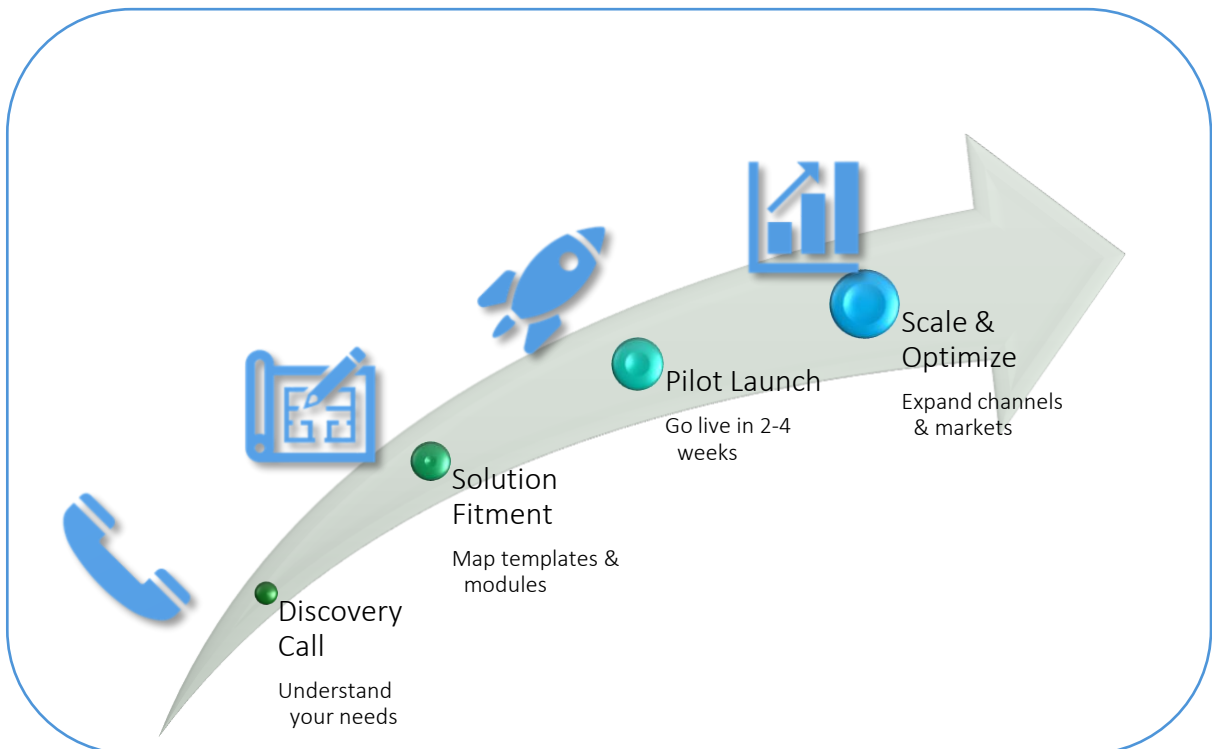 Discovery
Call
Understand
your needs
Solution
Fitment
Map templates &
modules
Pilot Launch
Go live in 2-4
weeks
Scale &
Optimize
Expand channels
& markets